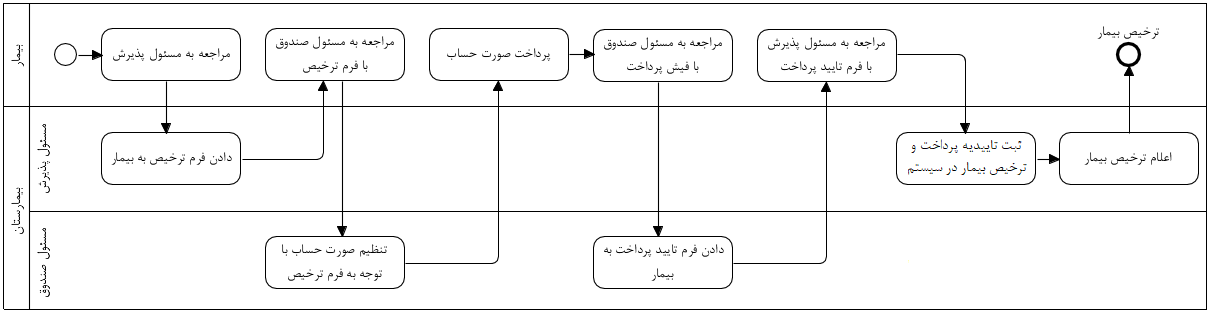 بیمار
مراجعه به مسئول پذیرش
مراجعه به مسئول صندوق
با فرم ترخیص
پرداخت صورت حساب
مراجعه به مسئول صندوق
با فیش پرداخت
مراجعه به مسئول پذیرش
با فرم تایید پرداخت
ترخیص بیمار
بیمارستان
مسئول پذیرش
دادن فرم ترخیص به بیمار
ثبت تاییدیه پرداخت و
ترخیص بیمار در سیستم
اعلام ترخیص بیمار
مسئول صندوق
تنظیم صورت حساب با
توجه به فرم ترخیص
دادن فرم تایید پرداخت به
بیمار